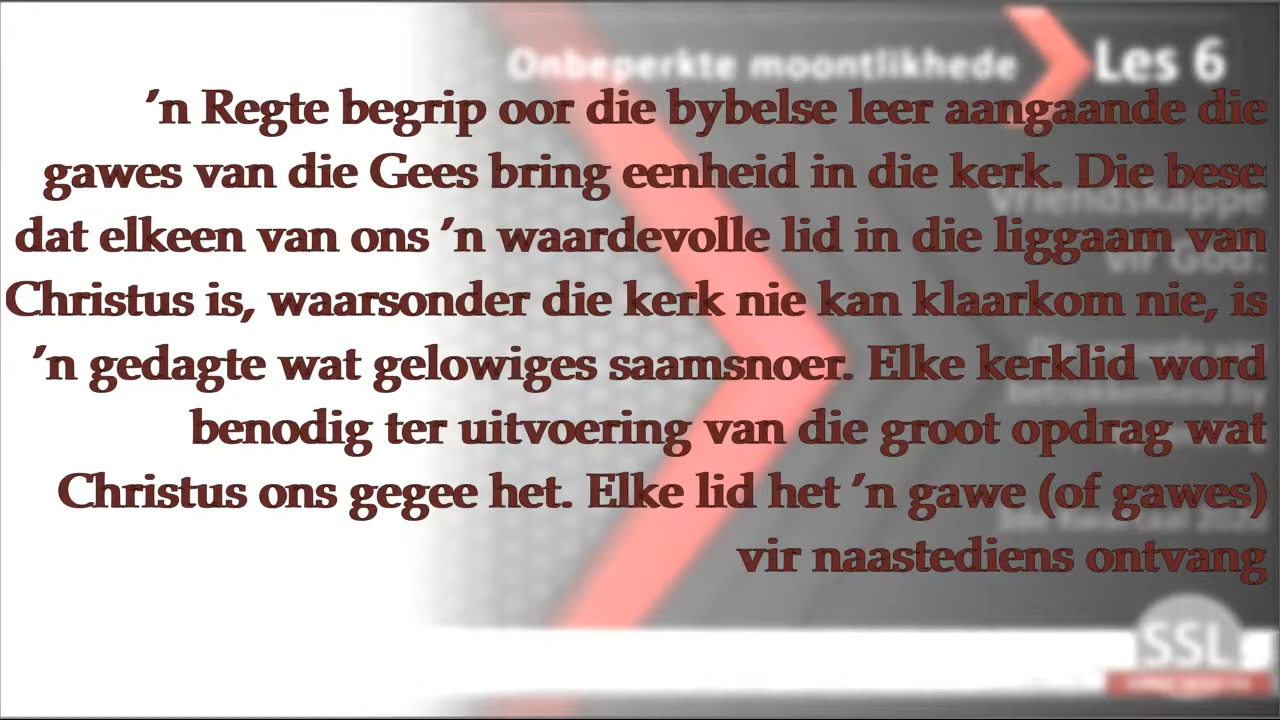 Onbeperkte moontlikhede Les 6
’n Regte begrip oor die bybelse leer aangaande die
gawes van die Gees bring eenheid in die kerk. Die bese
dat elkeen van ons ’n waardevolle lid in die liggaam van
Christus is, waarsonder die kerk nie kan klaarkom nie, is
’n gedagte wat gelowiges saamsnoer. Elke kerklid word
benodig ter uitvoering van die groot opdrag wat
Christus ons gegee het. Elke lid het ’n gawe (of gawes)
vir naastediens ontvang
Vriendskappe
vir God.
SSL